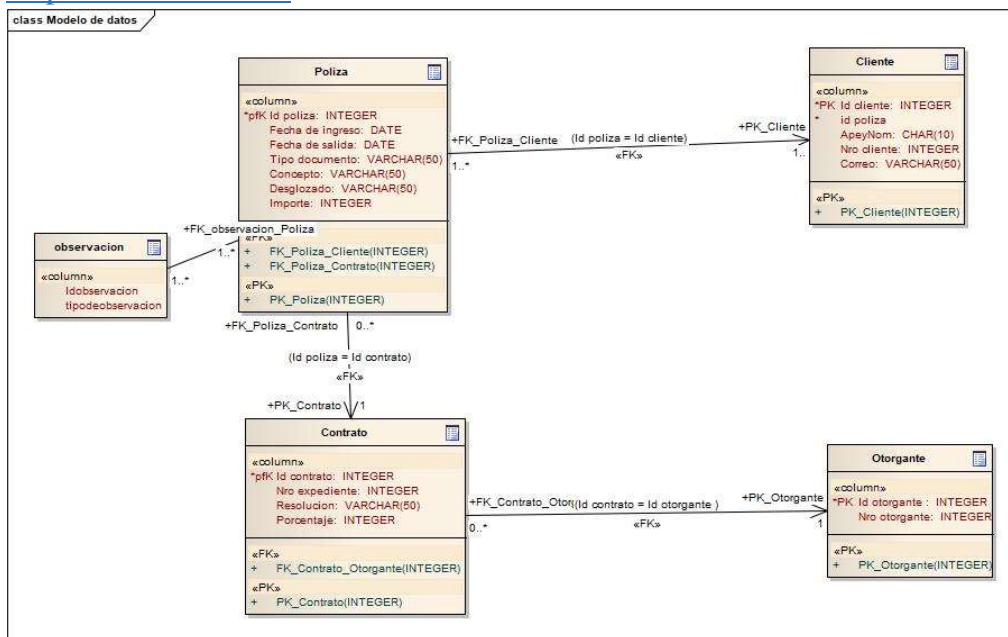 class Modelo de datos
Poliza
«column»
*pfK Id poliza: INTEGER
Fecha de ingreso: DATE
Fecha de salida: DATE
Tipo documento: VARCHAR(50)
Concepto: VARCHAR(50)
Desglozado: VARCHAR(50)
Importe: INTEGER
«FK»
+ FK_Poliza_Cliente(INTEGER)
+ FK_Poliza_Contrato(INTEGER)
«PK»
+ PK_Poliza(INTEGER)
+FK_Poliza_Cliente
(Id poliza = Id cliente)
+PK_Cliente
1..*
«FK»
1..
Cliente
«column»
*PK Id cliente: INTEGER
* id poliza
ApeyNom: CHAR(10)
Nro cliente: INTEGER
Correo: VARCHAR(50)
«PK»
+ PK_Cliente(INTEGER)
+FK_observacion_Poliza
1..*
1..*
observacion
«column»
Idobservacion
tipodeobservacion
+FK_Poliza_Contrato 0..*
(Id poliza = Id contrato)
«FK»
+PK_Contrato 1
Contrato
«column»
*pfK Id contrato: INTEGER
Nro expediente: INTEGER
Resolucion: VARCHAR(50)
Porcentaje: INTEGER
«FK»
+ FK_Contrato_Otorgante(INTEGER)
«PK»
+ PK_Contrato(INTEGER)
+FK_Contrato_Otor
(Id contrato = Id otorgante )
+PK_Otorgante
0..*
«FK»
1
Otorgante
«column»
*PK Id otorgante : INTEGER
Nro otorgante: INTEGER
«PK»
+ PK_Otorgante(INTEGER)